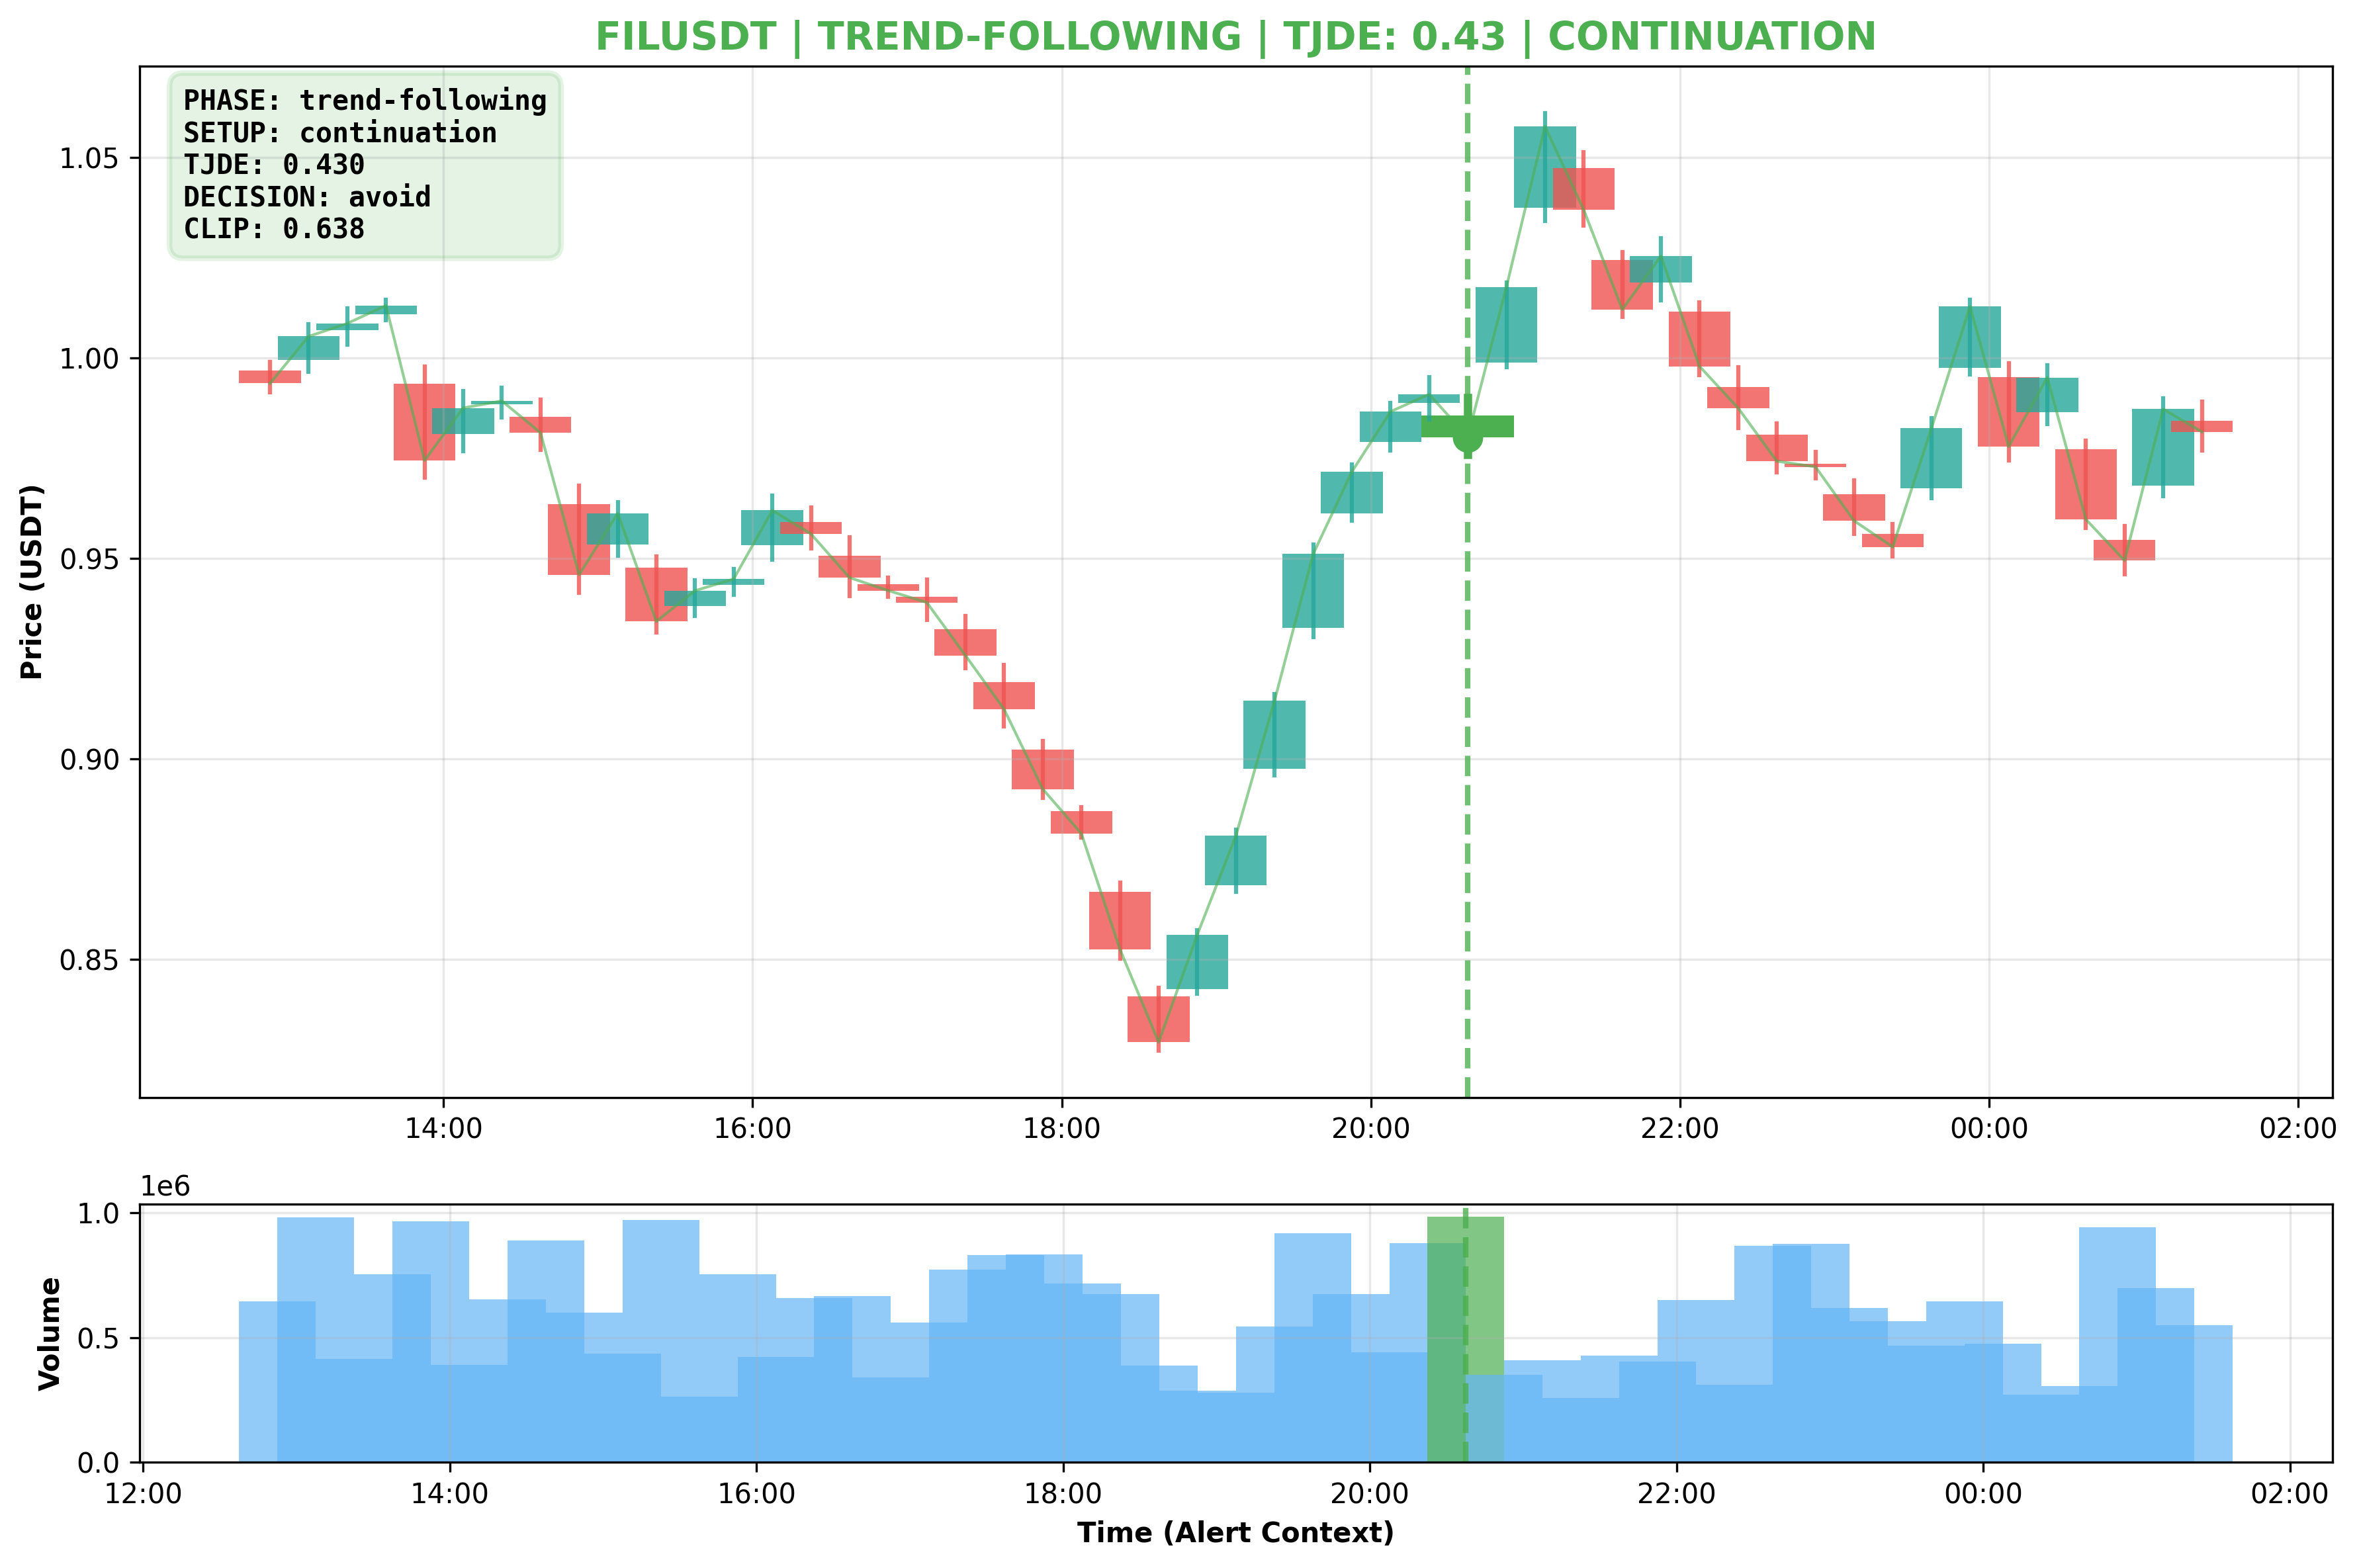 FILUSDT | TREND-FOLLOWING | TJDE: 0.43 | CONTINUATION
PHASE: trend-following
SETUP: continuation
TJDE: 0.430
DECISION: avoid
CLIP: 0.638
Price (USDT)
1.05
1.00
0.95
0.90
0.85
14:00 16:00 18:00 20:00 22:00 00:00 02:00
1e6
Volume
1.0
0.5
0.0
12:00 14:00 16:00 18:00 20:00 22:00 00:00 02:00
Time (Alert Context)